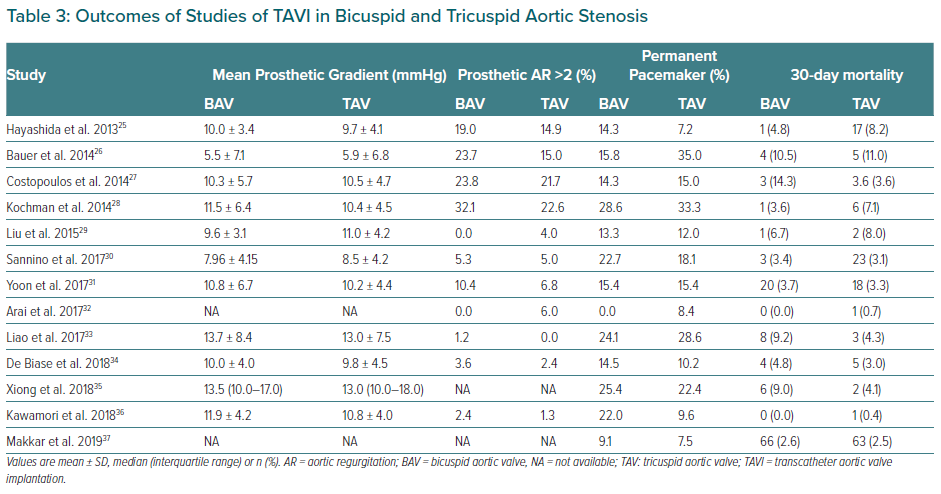 Table 3: Outcomes of Studies of TAVI in Bicuspid and Tricuspid Aortic Stenosis
Study Mean Prosthetic Gradient (mmHg) Prosthetic AR >2 (%) Permanent Pacemaker (%) 30-day mortality
BAV TAV BAV TAV BAV TAV BAV TAV
Hayashida et al. 2013²⁵ 10.0 ± 3.4 9.7 ± 4.1 19.0 14.9 14.3 7.2 1 (4.8) 17 (8.2)
Bauer et al. 2014²⁶ 5.5 ± 7.1 5.9 ± 6.8 23.7 15.0 15.8 35.0 4 (10.5) 5 (11.0)
Costopoulos et al. 2014²⁷ 10.3 ± 5.7 10.5 ± 4.7 23.8 21.7 14.3 15.0 3 (14.3) 3.6 (3.6)
Kochman et al. 2014²⁸ 11.5 ± 6.4 10.4 ± 4.5 32.1 22.6 28.6 33.3 1 (3.6) 6 (7.1)
Liu et al. 2015²⁹ 9.6 ± 3.1 11.0 ± 4.2 0.0 4.0 13.3 12.0 1 (6.7) 2 (8.0)
Sannino et al. 2017³⁰ 7.96 ± 4.15 8.5 ± 4.2 5.3 5.0 22.7 18.1 3 (3.4) 23 (3.1)
Yoon et al. 2017³¹ 10.8 ± 6.7 10.2 ± 4.4 10.4 6.8 15.4 15.4 20 (3.7) 18 (3.3)
Arai et al. 2017³² NA NA 0.0 6.0 0.0 8.4 0 (0.0) 1 (0.7)
Liao et al. 2017³³ 13.7 ± 8.4 13.0 ± 7.5 1.2 0.0 24.1 28.6 8 (9.2) 3 (4.3)
De Biase et al. 2018³⁴ 10.0 ± 4.0 9.8 ± 4.5 3.6 2.4 14.5 10.2 4 (4.8) 5 (3.0)
Xiong et al. 2018³⁵ 13.5 (10.0–17.0) 13.0 (10.0–18.0) NA NA 25.4 22.4 6 (9.0) 2 (4.1)
Kawamori et al. 2018³⁶ 11.9 ± 4.2 10.8 ± 4.0 2.4 1.3 22.0 9.6 0 (0.0) 1 (0.4)
Makkar et al. 2019³⁷ NA NA NA NA 9.1 7.5 66 (2.6) 63 (2.5)
Values are mean ± SD, median (interquartile range) or n (%). AR = aortic regurgitation; BAV = bicuspid aortic valve, NA = not available; TAV: tricuspid aortic valve; TAVI = transcatheter aortic valve
implantation.